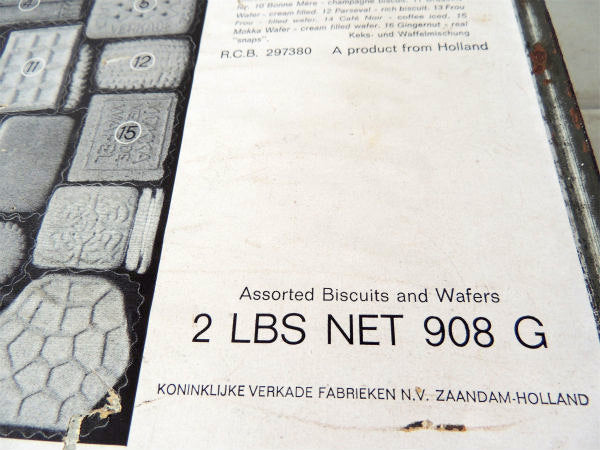 Nr. 10 Bonne Mère - champagne biscuit. 11
Wafer - cream filled. 12 Parseval - rich biscuit. 13 Frou
Frou - filled wafer. 14 Café Noir - coffee iced. 15
Mokka Wafer - cream filled wafer. 16 Gingernut - real
"snaps". Keks- und Waffelmischung
R.C.B. 297380 A product from Holland
11
12
15
Assorted Biscuits and Wafers
2 LBS NET 908 G
KONINKLIJKE VERKADE FABRIEKEN N.V. ZAANDAM-HOLLAND